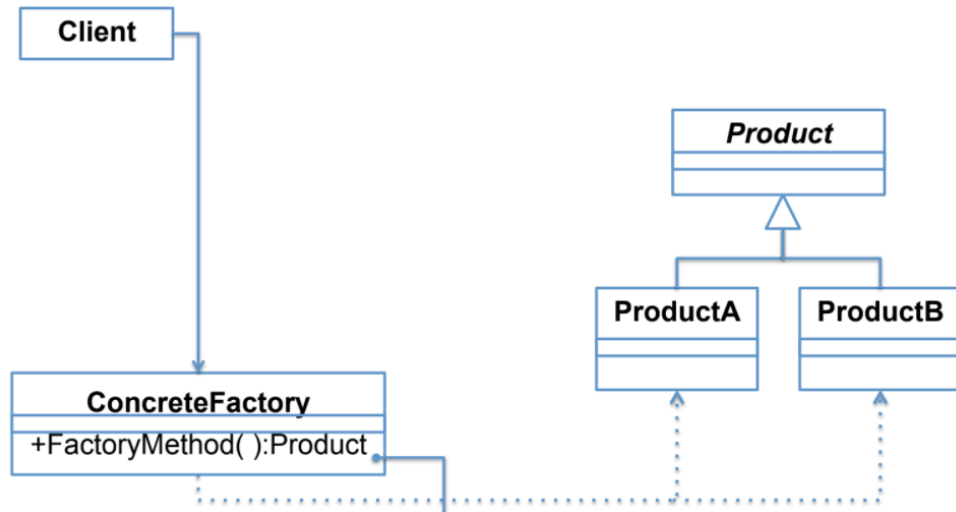 Client
Product
ProductA
ProductB
ConcreteFactory
+FactoryMethod( ):Product